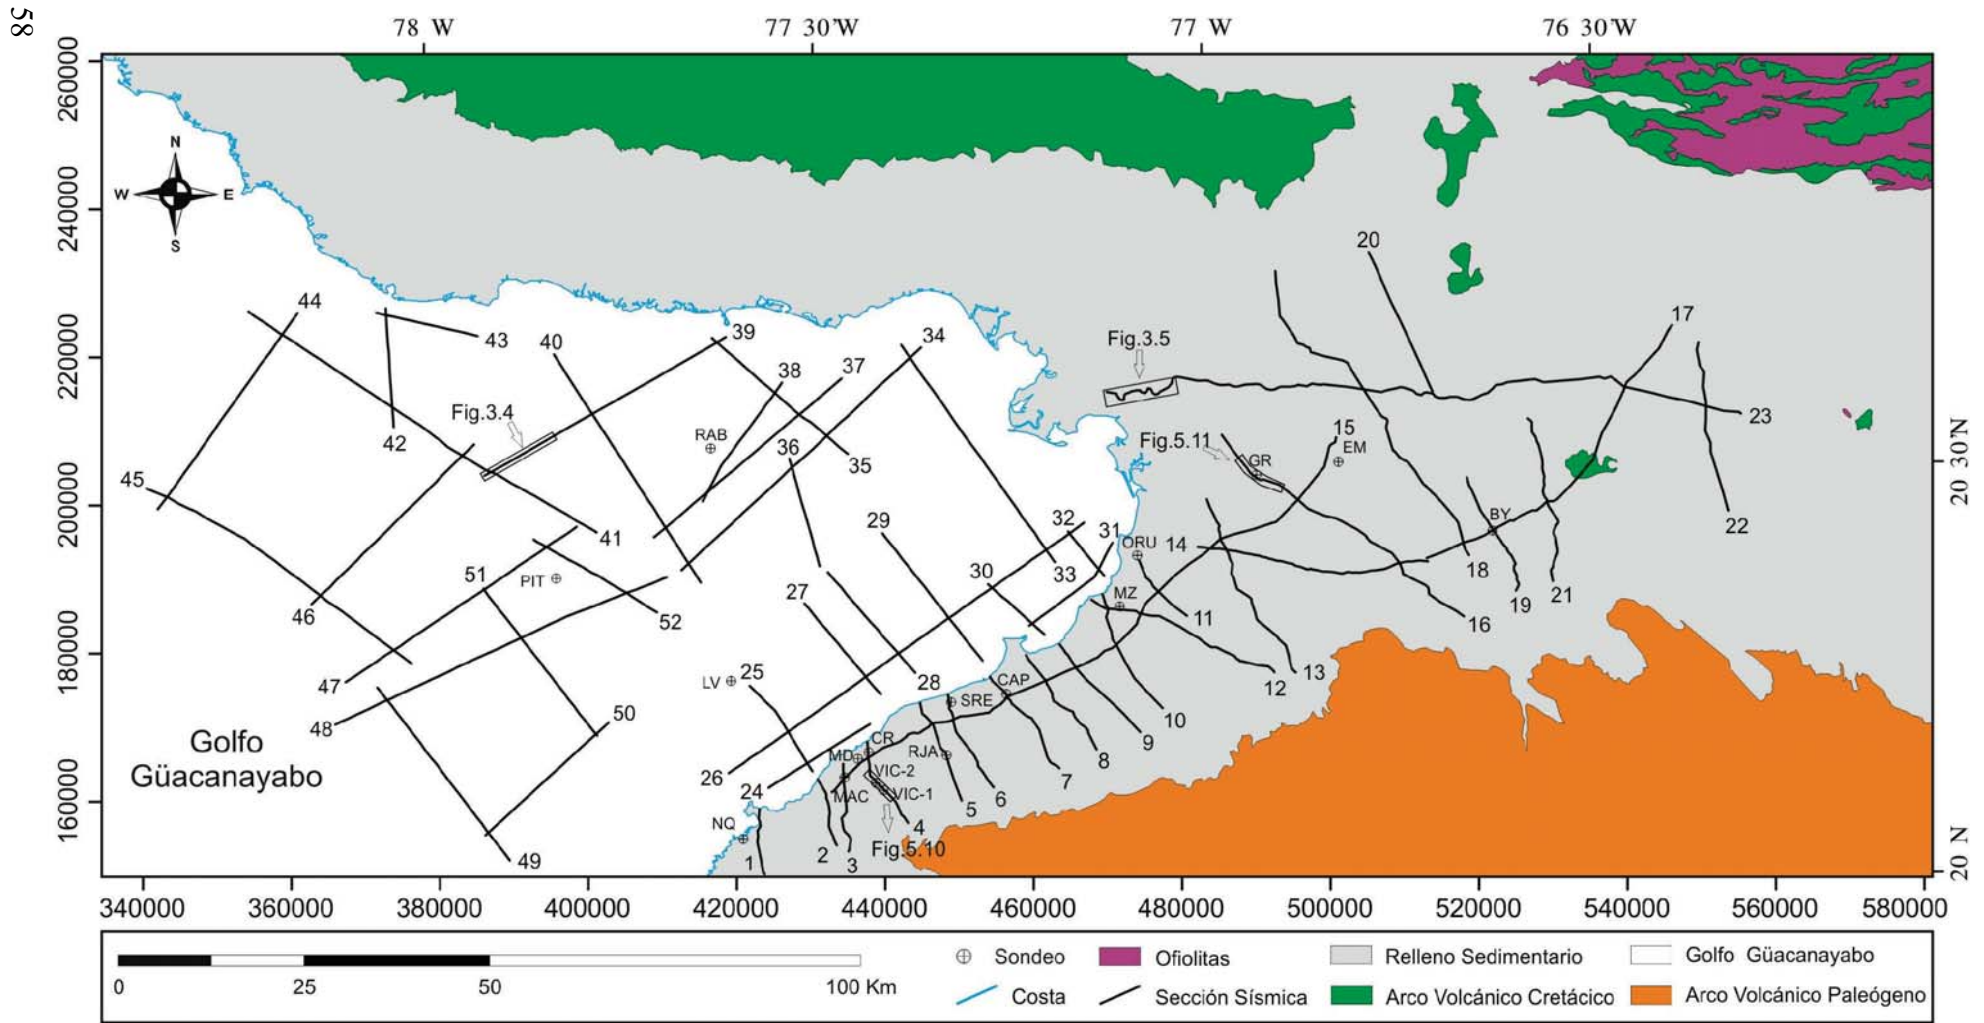 58
78 W
77 30'W
77 W
76 30'W
260000
240000
220000
200000
180000
160000
N
W
E
S
20
44
43
40
39
34
17
Fig.3.5
38
37
Fig.3.4
42
RAB
36
35
15
EM
Fig.5.11
GR
23
45
22
29
32
31
BY
41
ORU
14
PIT
51
30
33
18
46
27
MZ
19
21
52
11
16
47
LV
25
28
CAP
12
13
48
50
SRE
10
Golfo
Güacanayabo
26
MD
CR
RJA
9
8
7
24
VIC-2
MAC
VIC-1
6
5
NQ
4
1
2
3
Fig.5.10
49
20 30'N
20 N
340000
360000
380000
400000
420000
440000
460000
480000
500000
520000
540000
560000
580000
0
25
50
100 Km
Sondeo
Ofiolitas
Relleno Sedimentario
Golfo Güacanayabo
Costa
Sección Sísmica
Arco Volcánico Cretácico
Arco Volcánico Paleógeno